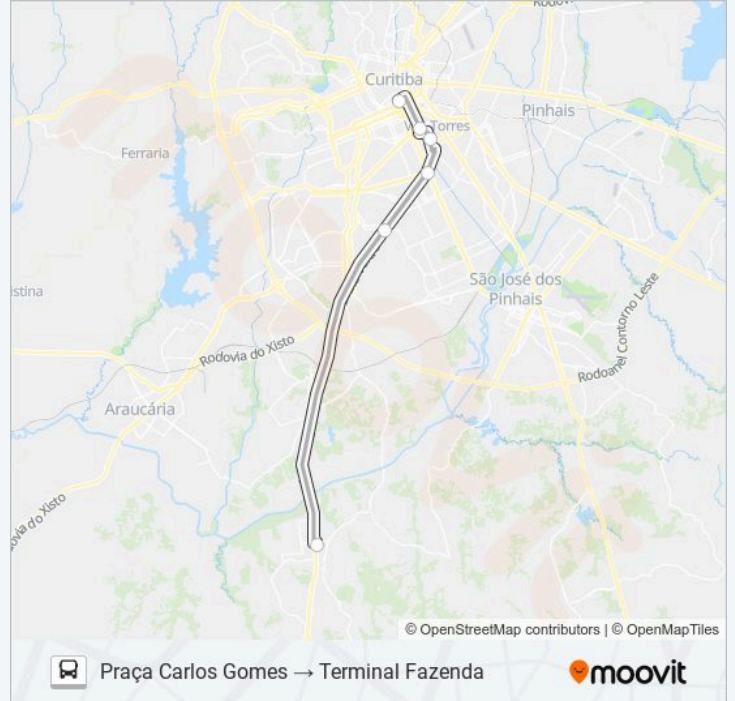 Curitiba
Pinhais
Torres
Ferraria
São José dos
Pinhais
stina
Rodovia do Xisto
Rodoanel Contorno Leste
Araucária
do Xisto
© OpenStreetMap contributors | © OpenMapTiles
Praça Carlos Gomes → Terminal Fazenda
moovit